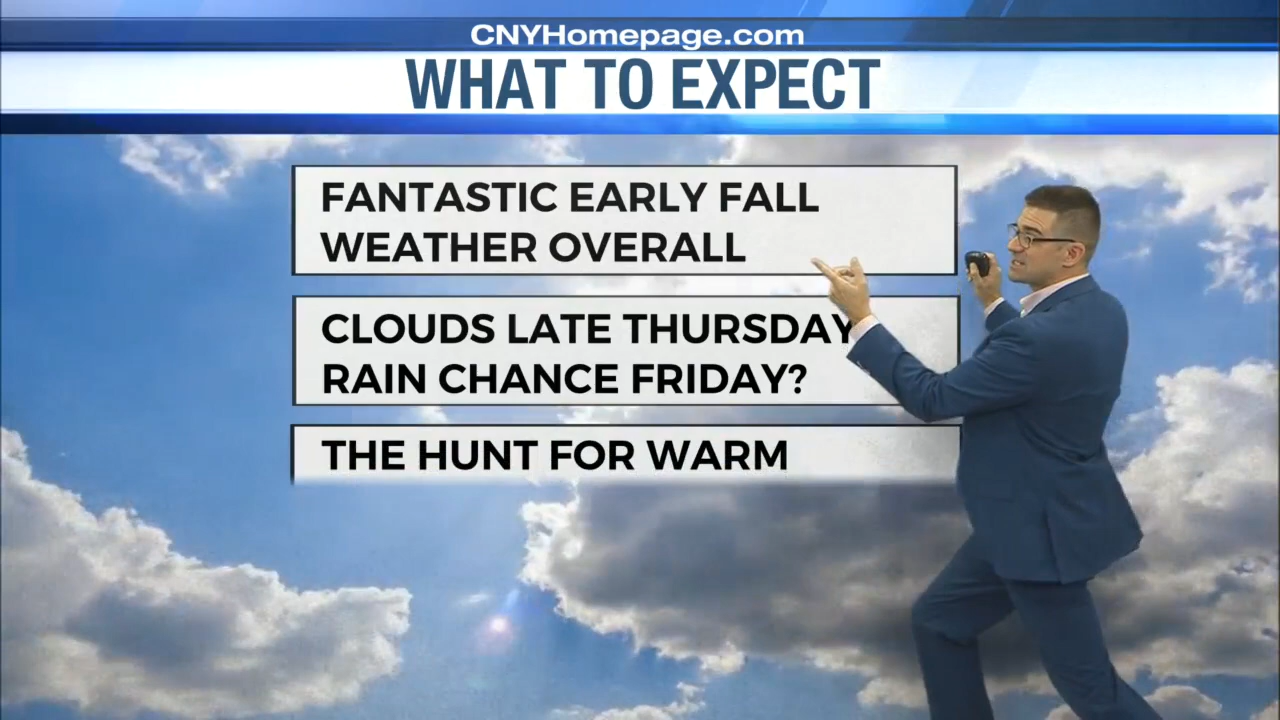 CNYHomepage.com
WHAT TO EXPECT
FANTASTIC EARLY FALL
WEATHER OVERALL
CLOUDS LATE THURSDAY
RAIN CHANCE FRIDAY?
THE HUNT FOR WARM